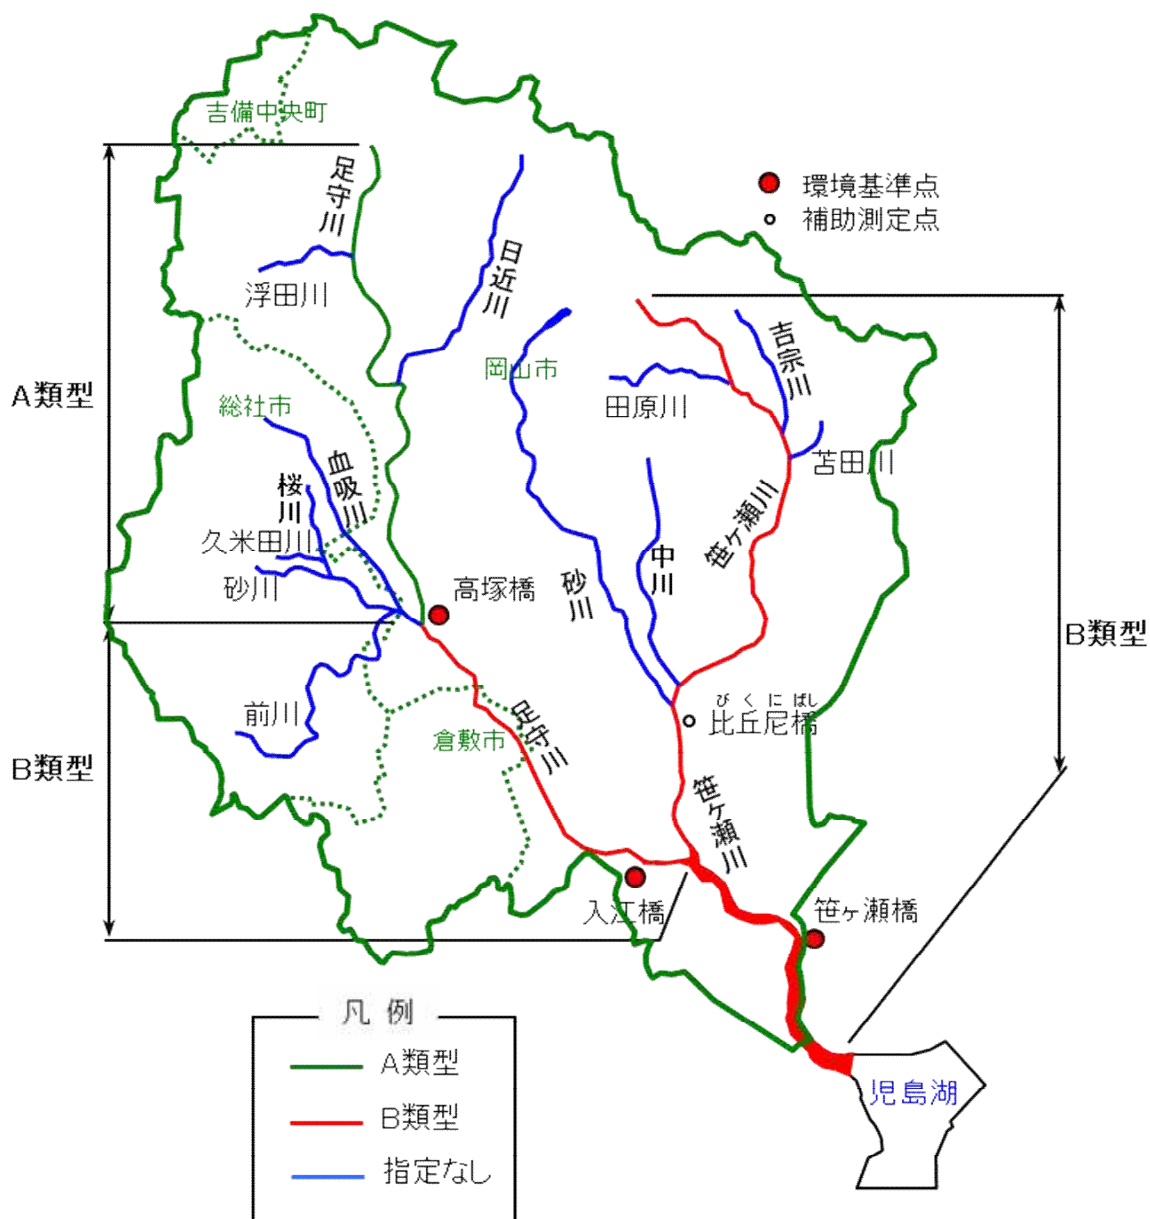 吉備中央町
足守川
日近川
環境基準点
補助測定点
浮田川
岡山市
吉宗川
田原川
A類型
総社市
苫田川
血吸川
桜川
久米田川
砂川
笹ヶ瀬川
中川
砂川
高塚橋
B類型
びくにばし
比丘尼橋
前川
足守川
倉敷市
B類型
笹ヶ瀬川
入江橋
笹ヶ瀬橋
凡例
A類型
B類型
指定なし
児島湖